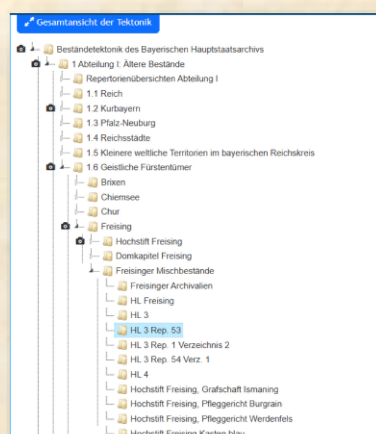 Gesamtansicht der Tektonik
Beständetektonik des Bayerischen Hauptstaatsarchivs
1 Abteilung I: Ältere Bestände
Repertorienübersichten Abteilung I
1.1 Reich
1.2 Kurbayern
1.3 Pfalz-Neuburg
1.4 Reichsstädte
1.5 Kleinere weltliche Territorien im bayerischen Reichskreis
1.6 Geistliche Fürstentümer
Brixen
Chiemsee
Chur
Freising
Hochstift Freising
Domkapitel Freising
Freisinger Mischbestände
Freisinger Archivalien
HL Freising
HL 3
HL 3 Rep. 53
HL 3 Rep. 1 Verzeichnis 2
HL 3 Rep. 54 Verz. 1
HL 4
Hochstift Freising, Grafschaft Ismaning
Hochstift Freising, Pfleggericht Burgrain
Hochstift Freising, Pfleggericht Werdenfels
Hochstift Freising Kasten blau